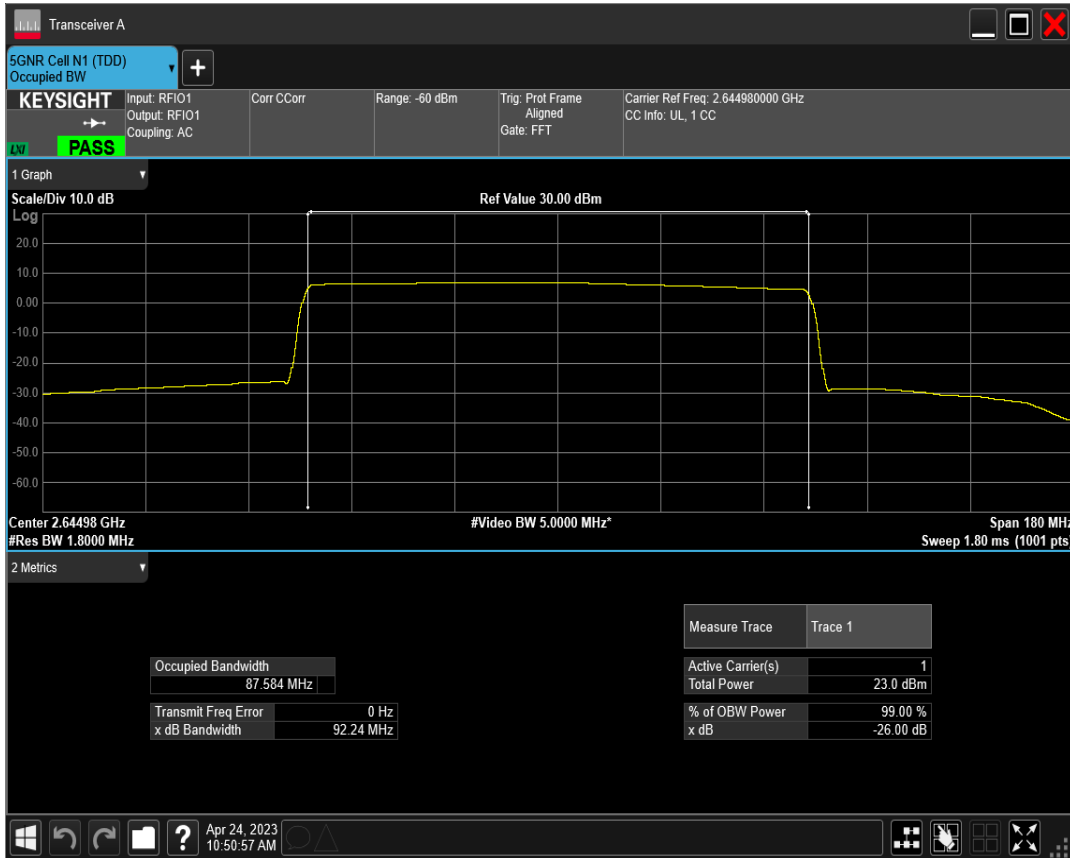 Transceiver A
5GNR Cell N1 (TDD)
Occupied BW
+
KEYSIGHT
LXI
PASS
Input: RFIO1
Output: RFIO1
Coupling: AC
Corr CCorr
Range: -60 dBm
Trig: Prot Frame
Aligned
Gate: FFT
Carrier Ref Freq: 2.644980000 GHz
CC Info: UL, 1 CC
1 Graph
Scale/Div 10.0 dB
Ref Value 30.00 dBm
Log
20.0
10.0
0.00
-10.0
-20.0
-30.0
-40.0
-50.0
-60.0
Center 2.64498 GHz
#Video BW 5.0000 MHz*
Span 180 MHz
#Res BW 1.8000 MHz
Sweep 1.80 ms (1001 pts)
2 Metrics
Measure Trace Trace 1
Occupied Bandwidth
87.584 MHz
Active Carrier(s) 1
Total Power 23.0 dBm
Transmit Freq Error 0 Hz
x dB Bandwidth 92.24 MHz
% of OBW Power 99.00 %
x dB -26.00 dB
?
Apr 24, 2023
10:50:57 AM